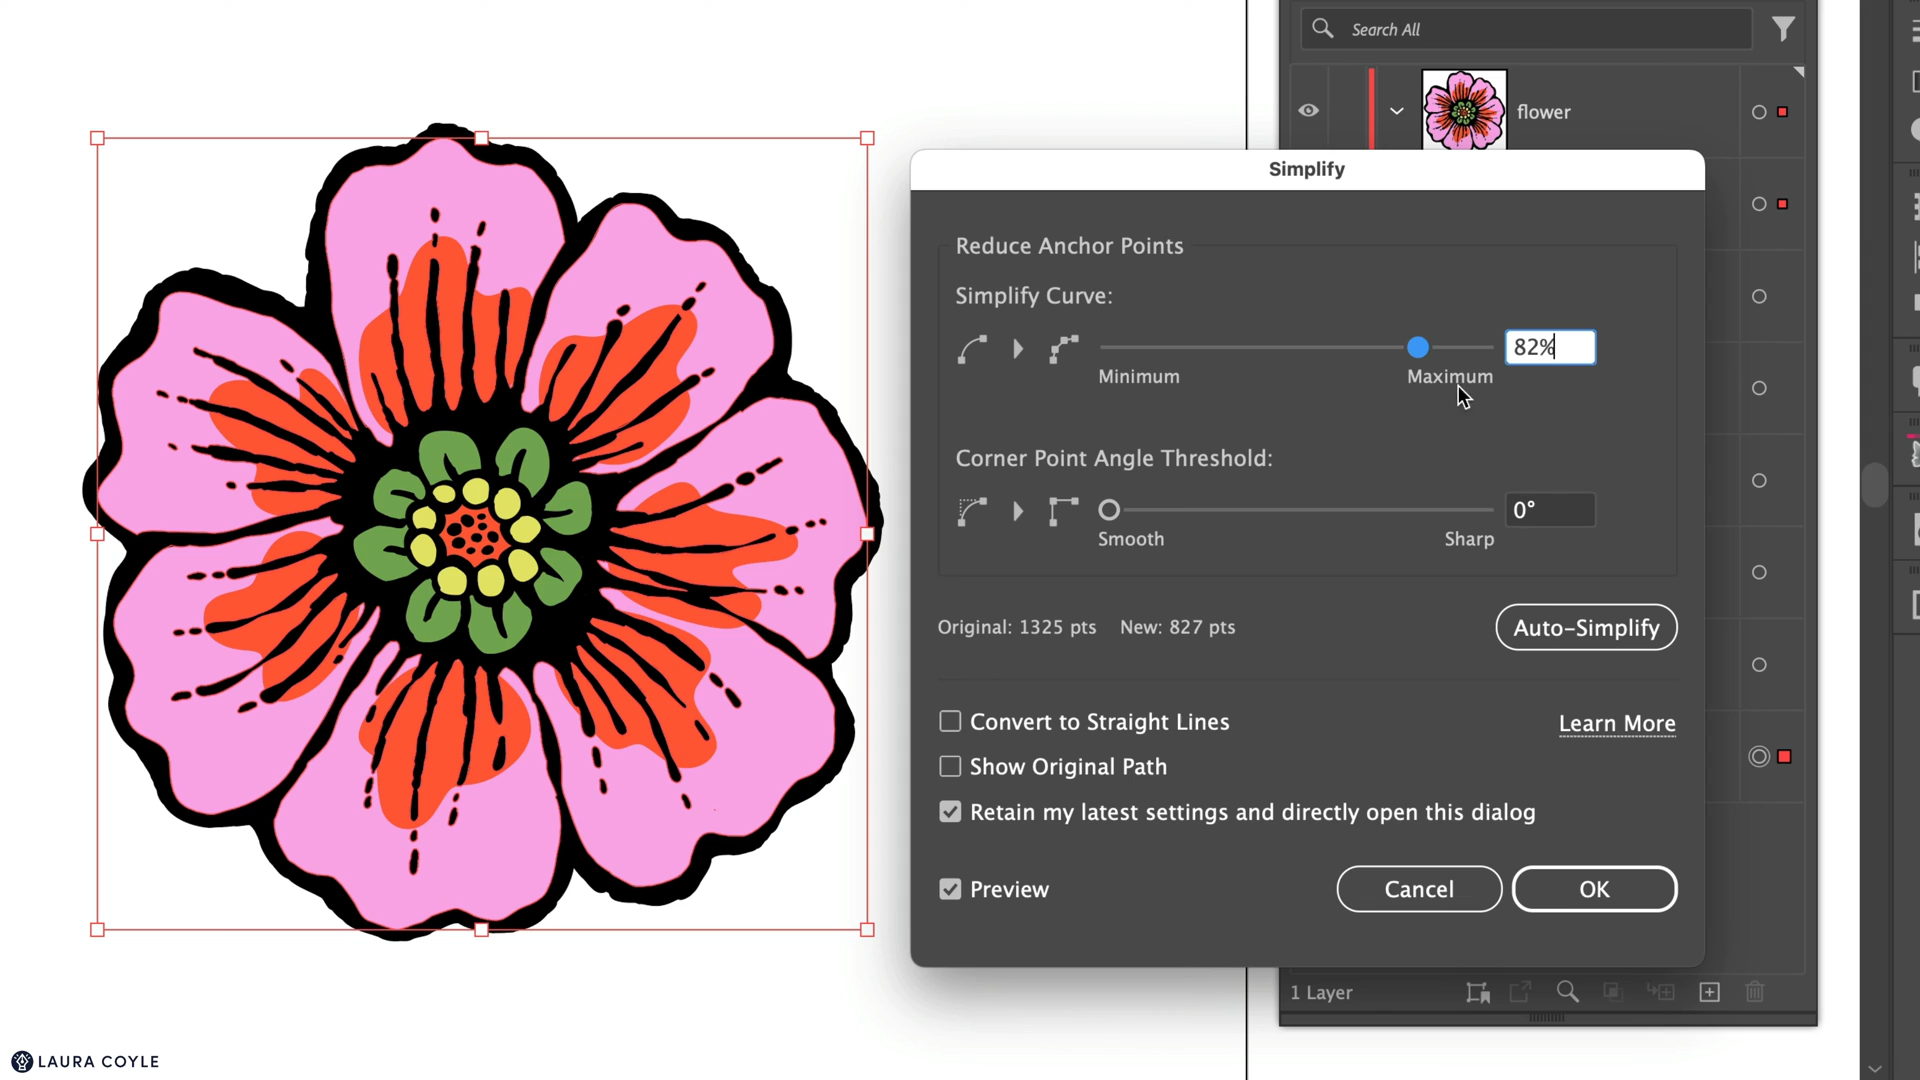 Search All
flower
Simplify
Reduce Anchor Points
Simplify Curve:
82%
Minimum
Maximum
Corner Point Angle Threshold:
0°
Smooth
Sharp
Original: 1325 pts New: 827 pts
Auto-Simplify
Convert to Straight Lines
Learn More
Show Original Path
Retain my latest settings and directly open this dialog
Preview
Cancel
OK
1 Layer
LAURA COYLE